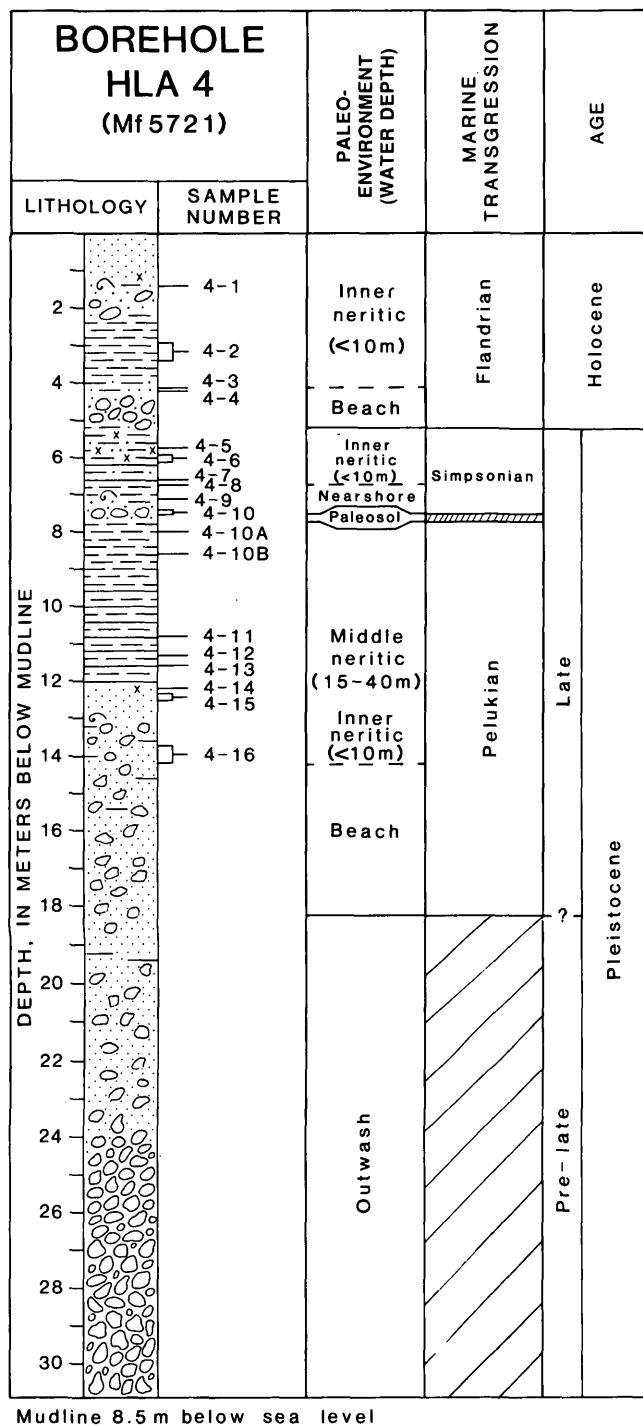 BOREHOLE
HLA 4
(Mf 5721)
LITHOLOGY
SAMPLE
NUMBER
PALEO-
ENVIRONMENT
(WATER DEPTH)
MARINE
TRANSGRESSION
AGE
DEPTH, IN METERS BELOW MUDLINE
2
4
6
8
10
12
14
16
18
20
22
24
26
28
30
x
x
x
x
x
x
4-1
4-2
4-3
4-4
4-5
4-6
4-7
4-8
4-9
4-10
4-10A
4-10B
4-11
4-12
4-13
4-14
4-15
4-16
Inner
neritic
(<10m)
Beach
Inner
neritic
(<10m)
Nearshore
Paleosol
Middle
neritic
(15-40m)
Inner
neritic
(<10m)
Beach
Outwash
Flandrian
Simpsonian
Pelukian
Holocene
Late
?
Pre-late
Pleistocene
Mudline 8.5m below sea level